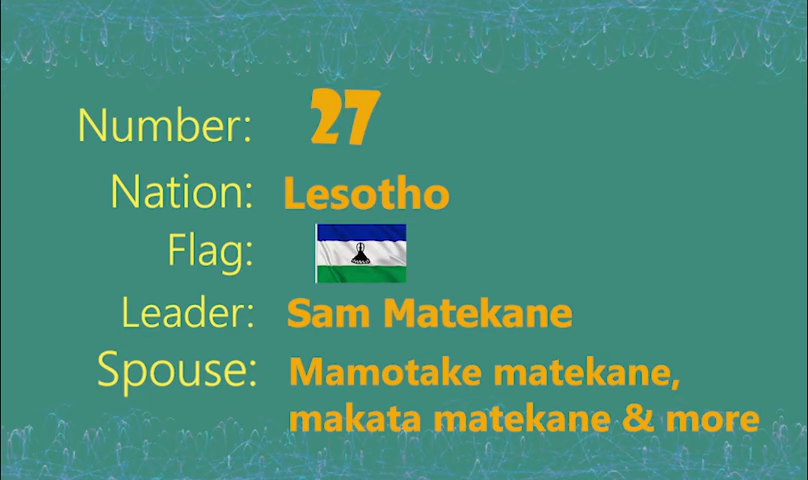 Number: 27
Nation: Lesotho
Flag:
Leader: Sam Matekane
Spouse: Mamotake matekane,
makata matekane & more